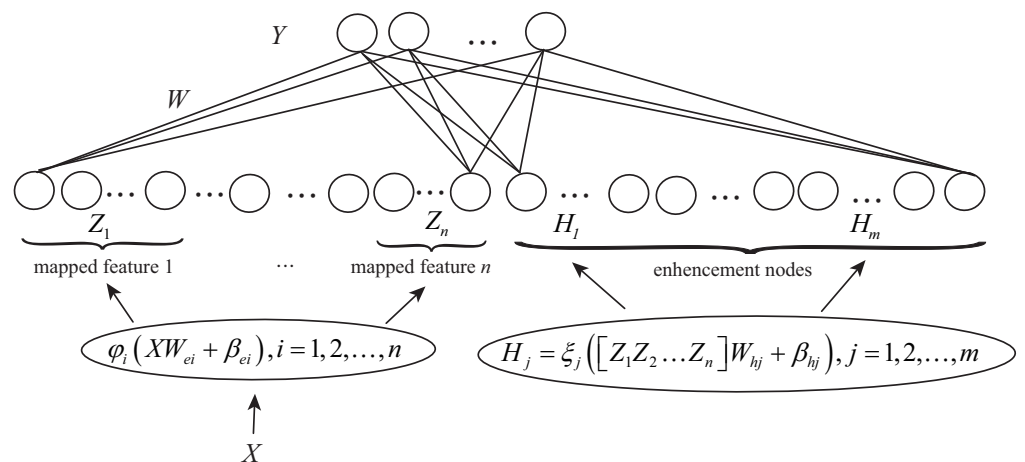 Y
...
W
... ... ... ... ... ... ...
Z₁ Zₙ H₁ Hₘ
mapped feature 1 ... mapped feature n enhencement nodes
φᵢ(XWₑᵢ + βₑᵢ), i = 1, 2, ..., n
Hⱼ = ξⱼ([Z₁Z₂...Zₙ]Wₕⱼ + βₕⱼ), j = 1, 2, ..., m
X